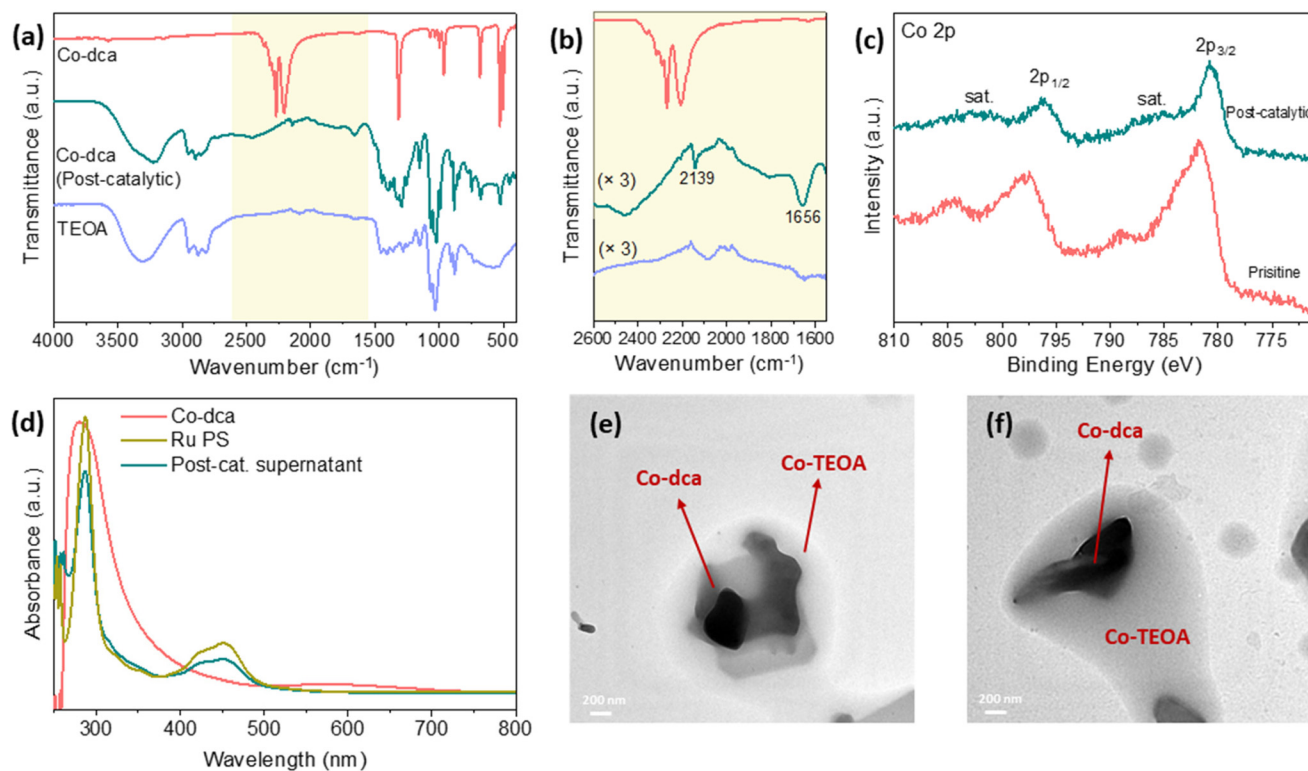 (a)
Co-dca
Co-dca
(Post-catalytic)
TEOA
Transmittance (a.u.)
4000 3500 3000 2500 2000 1500 1000 500
Wavenumber (cm⁻¹)
(b)
(× 3)
2139
1656
(× 3)
Transmittance (a.u.)
2600 2400 2200 2000 1800 1600
Wavenumber (cm⁻¹)
(c)
Co 2p
2p3/2
2p1/2
sat.
sat.
Post-catalytic
Prisitine
Intensity (a.u.)
810 805 800 795 790 785 780 775
Binding Energy (eV)
(d)
Co-dca
Ru PS
Post-cat. supernatant
Absorbance (a.u.)
300 400 500 600 700 800
Wavelength (nm)
(e)
Co-dca
Co-TEOA
200 nm
(f)
Co-dca
Co-TEOA
200 nm